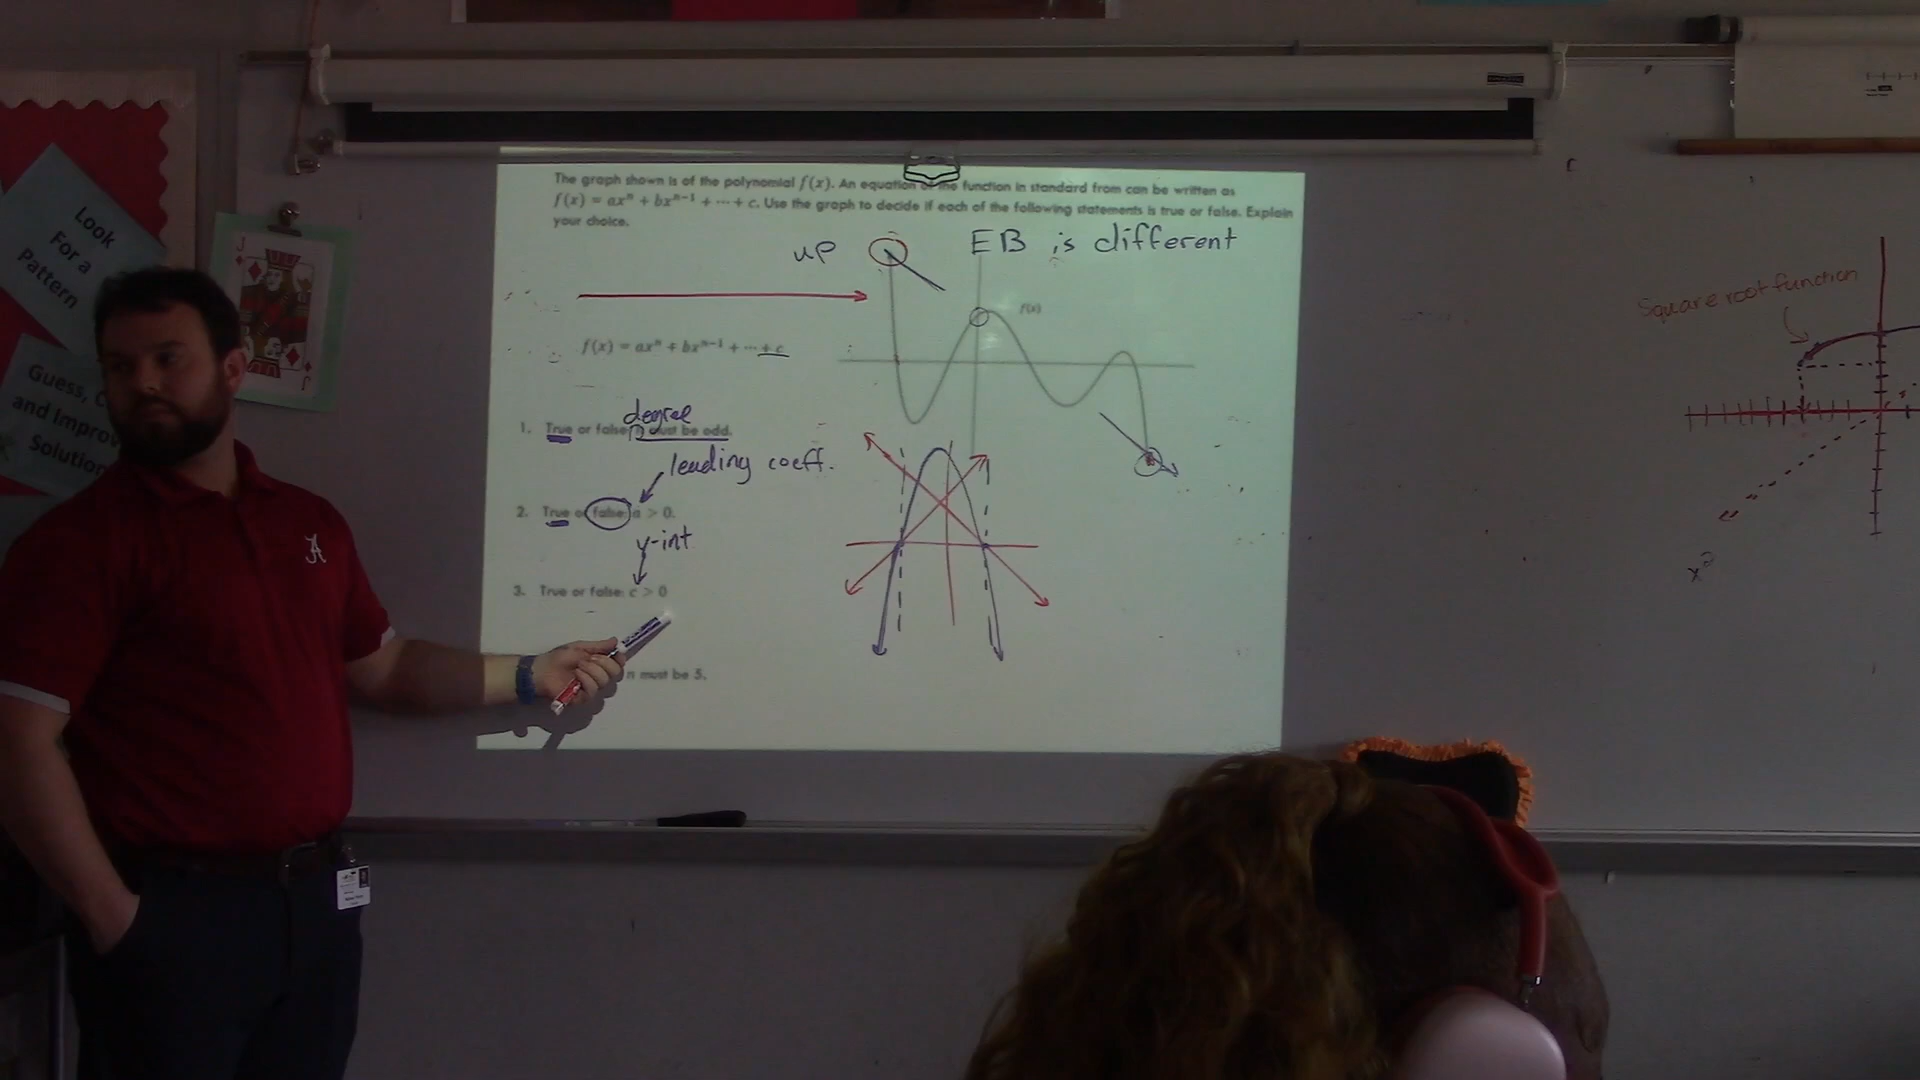 The graph shown is of the polynomial f(x). An equation of the function in standard from can be written as
f(x) = axⁿ + bxⁿ⁻¹ + ⋯ + c. Use the graph to decide if each of the following statements is true or false. Explain
your choice.
up
EB is different
f(x)
f(x) = axⁿ + bxⁿ⁻¹ + ⋯ + c
degree
1. True or false: n must be odd.
leading coeff.
2. True or false: a > 0.
y-int
3. True or false: c > 0
n must be 5.
Look
For a
Pattern
J
J
Guess, C
and Improv
Solution
A
Square root function
x²